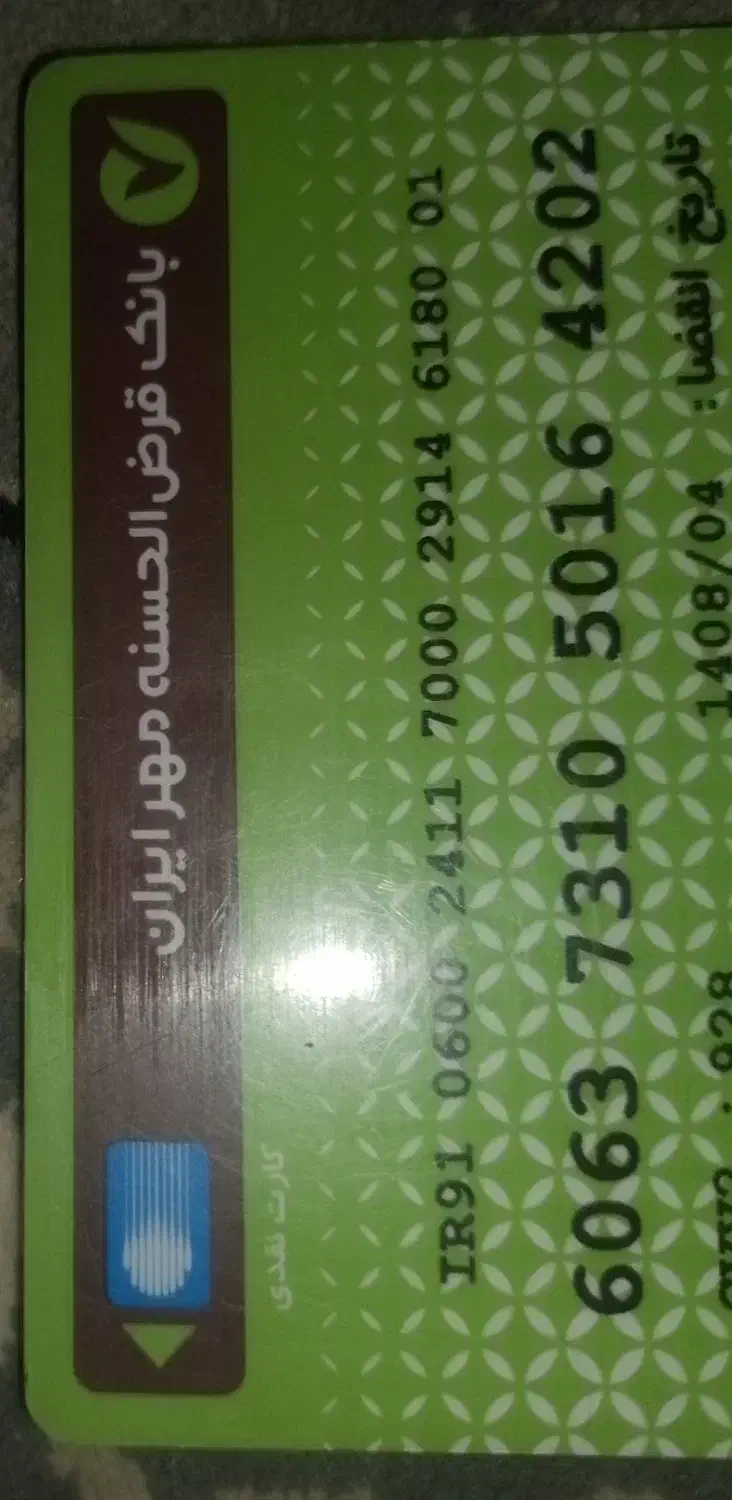 بانک قرض الحسنه مهر ایران
کارت نقدی
IR91 0600 2411 7000 2914 6180 01
6063 7310 5016 4202
تاریخ انقضا: 1408/04